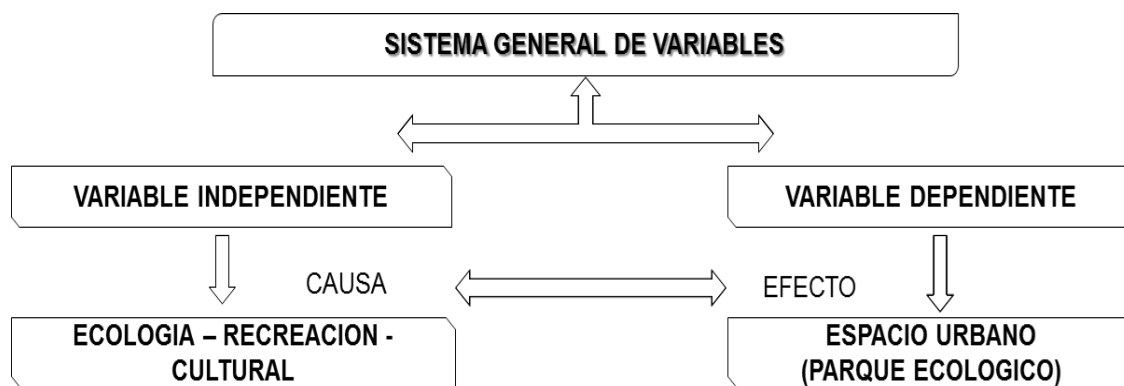 SISTEMA GENERAL DE VARIABLES
VARIABLE INDEPENDIENTE
VARIABLE DEPENDIENTE
CAUSA
EFECTO
ECOLOGIA – RECREACION -
CULTURAL
ESPACIO URBANO
(PARQUE ECOLOGICO)